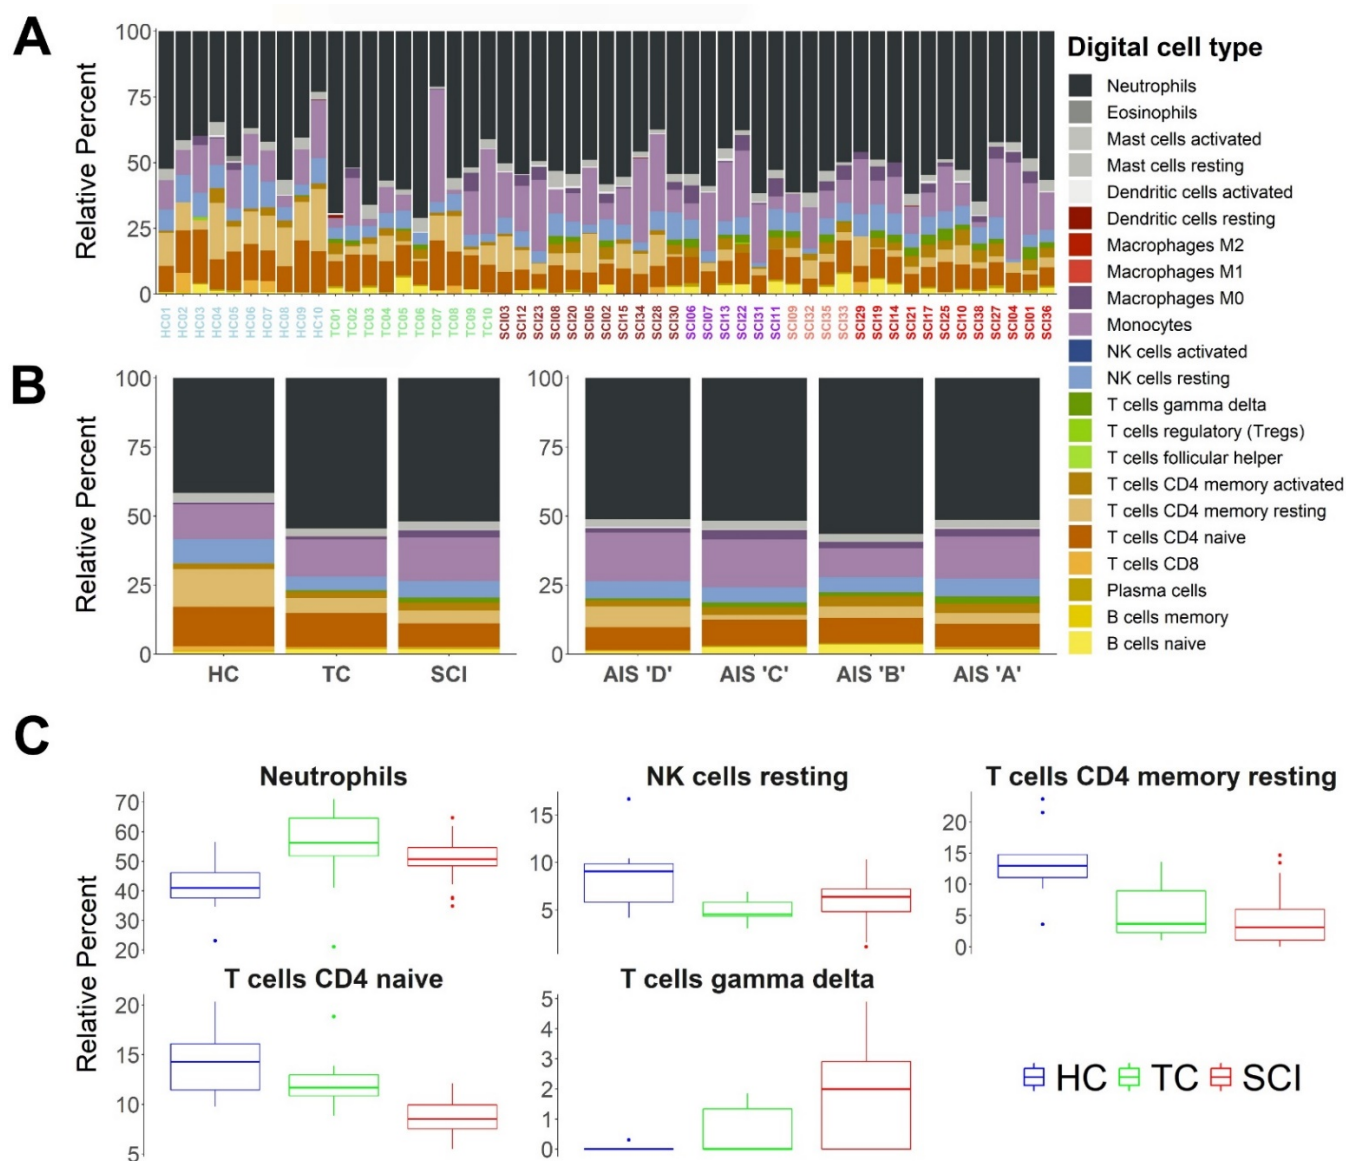 A
Relative Percent
100
75
50
25
0
HC01 HC02 HC03 HC04 HC05 HC06 HC07 HC08 HC09 HC10 TC01 TC02 TC03 TC04 TC05 TC06 TC07 TC08 TC09 TC10 SCI03 SCI12 SCI23 SCI08 SCI20 SCI05 SCI02 SCI15 SCI34 SCI28 SCI30 SCI06 SCI07 SCI13 SCI22 SCI31 SCI11 SCI09 SCI32 SCI35 SCI33 SCI29 SCI19 SCI14 SCI21 SCI17 SCI25 SCI10 SCI38 SCI27 SCI04 SCI01 SCI36
Digital cell type
Neutrophils
Eosinophils
Mast cells activated
Mast cells resting
Dendritic cells activated
Dendritic cells resting
Macrophages M2
Macrophages M1
Macrophages M0
Monocytes
NK cells activated
NK cells resting
T cells gamma delta
T cells regulatory (Tregs)
T cells follicular helper
T cells CD4 memory activated
T cells CD4 memory resting
T cells CD4 naive
T cells CD8
Plasma cells
B cells memory
B cells naive
B
Relative Percent
100
75
50
25
0
HC TC SCI
100
75
50
25
0
AIS 'D' AIS 'C' AIS 'B' AIS 'A'
C
Relative Percent
Neutrophils
70
60
50
40
30
20
NK cells resting
15
10
5
T cells CD4 memory resting
20
15
10
5
0
T cells CD4 naive
20
15
10
5
T cells gamma delta
5
4
3
2
1
0
HC TC SCI